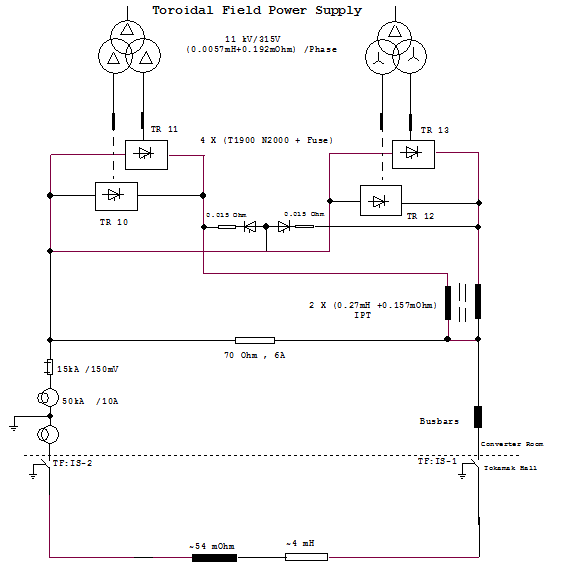 Toroidal Field Power Supply
11 kV/315V
(0.0057mH+0.192mOhm) /Phase
TR 11
4 X (T1900 N2000 + Fuse)
TR 13
TR 10
0.015 Ohm
0.015 Ohm
TR 12
2 X (0.27mH +0.157mOhm)
IPT
70 Ohm , 6A
15kA /150mV
50kA /10A
Busbars
Converter Room
TF:IS-2
TF:IS-1
Tokamak Hall
~54 mOhm
~4 mH